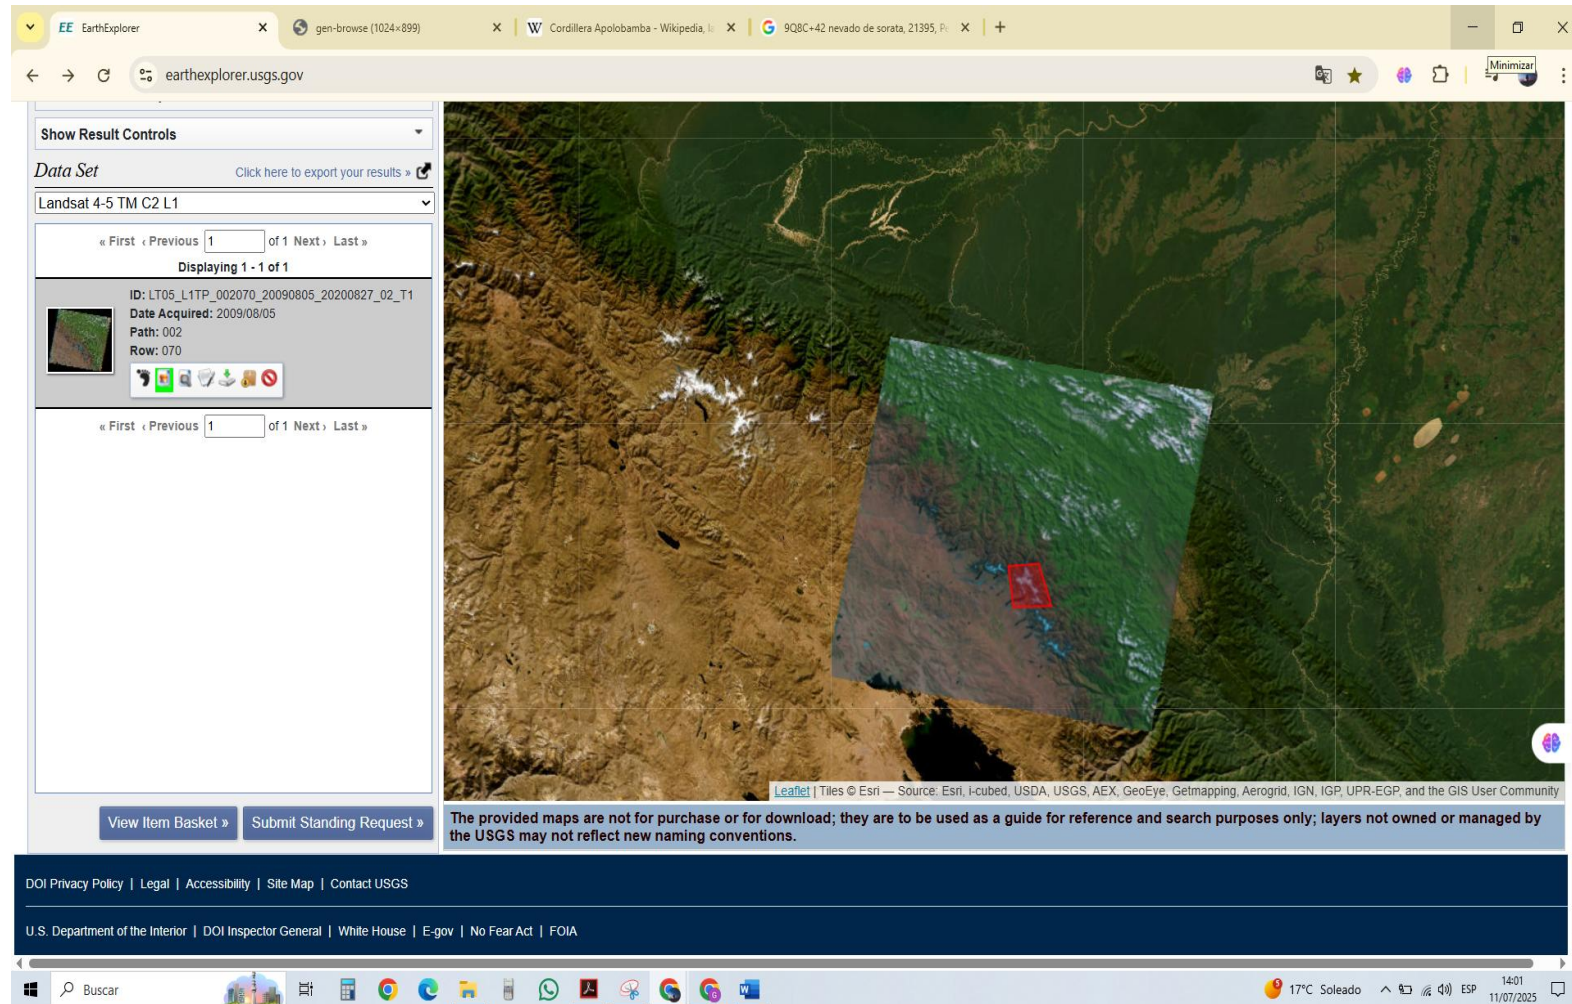 EE EarthExplorer
gen-browse (1024×899)
W Cordillera Apolobamba - Wikipedia, la
9Q8C+42 nevado de sorata, 21395, Pe
earthexplorer.usgs.gov
Minimizar
Show Result Controls
Data Set
Click here to export your results »
Landsat 4-5 TM C2 L1
« First ‹ Previous 1 of 1 Next › Last »
Displaying 1 - 1 of 1
ID: LT05_L1TP_002070_20090805_20200827_02_T1
Date Acquired: 2009/08/05
Path: 002
Row: 070
« First ‹ Previous 1 of 1 Next › Last »
View Item Basket »
Submit Standing Request »
Leaflet | Tiles © Esri — Source: Esri, i-cubed, USDA, USGS, AEX, GeoEye, Getmapping, Aerogrid, IGN, IGP, UPR-EGP, and the GIS User Community
The provided maps are not for purchase or for download; they are to be used as a guide for reference and search purposes only; layers not owned or managed by
the USGS may not reflect new naming conventions.
DOI Privacy Policy | Legal | Accessibility | Site Map | Contact USGS
U.S. Department of the Interior | DOI Inspector General | White House | E-gov | No Fear Act | FOIA
Buscar
17°C Soleado
ESP
14:01
11/07/2025